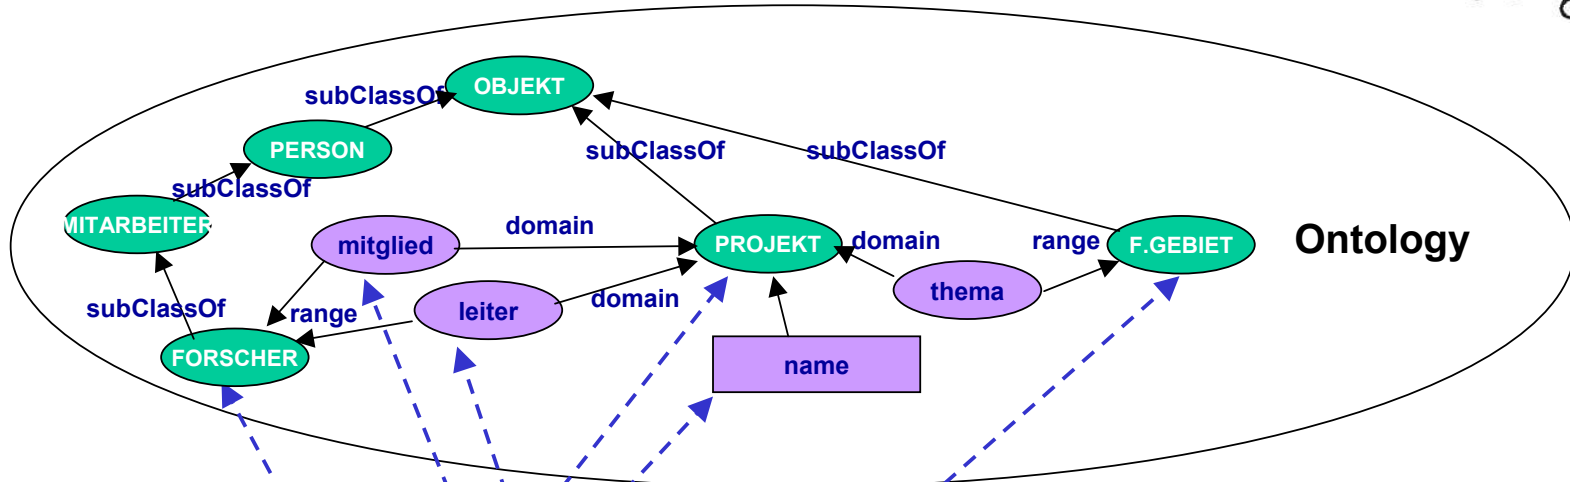 OBJEKT
subClassOf
PERSON
subClassOf
subClassOf
subClassOf
MITARBEITER
mitglied
domain
PROJEKT
domain
range
F.GEBIET
Ontology
thema
leiter
domain
subClassOf
range
FORSCHER
name